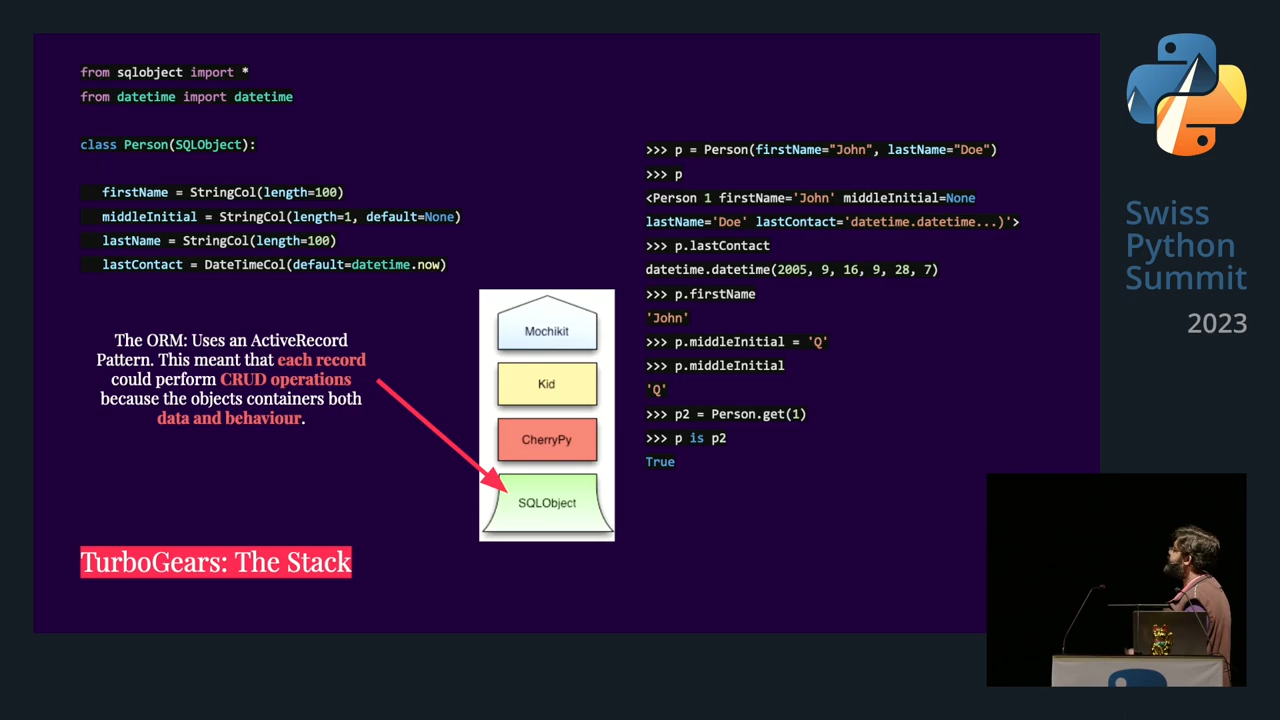 from sqlobject import *
from datetime import datetime
class Person(SQLObject):
firstName = StringCol(length=100)
middleInitial = StringCol(length=1, default=None)
lastName = StringCol(length=100)
lastContact = DateTimeCol(default=datetime.now)
The ORM: Uses an ActiveRecord
Pattern. This meant that each record
could perform CRUD operations
because the objects containers both
data and behaviour.
TurboGears: The Stack
Mochikit
Kid
CherryPy
SQLObject
>>> p = Person(firstName="John", lastName="Doe")
>>> p
<Person 1 firstName='John' middleInitial=None
lastName='Doe' lastContact='datetime.datetime...)'>
>>> p.lastContact
datetime.datetime(2005, 9, 16, 9, 28, 7)
>>> p.firstName
'John'
>>> p.middleInitial = 'Q'
>>> p.middleInitial
'Q'
>>> p2 = Person.get(1)
>>> p is p2
True
Swiss
Python
Summit
2023